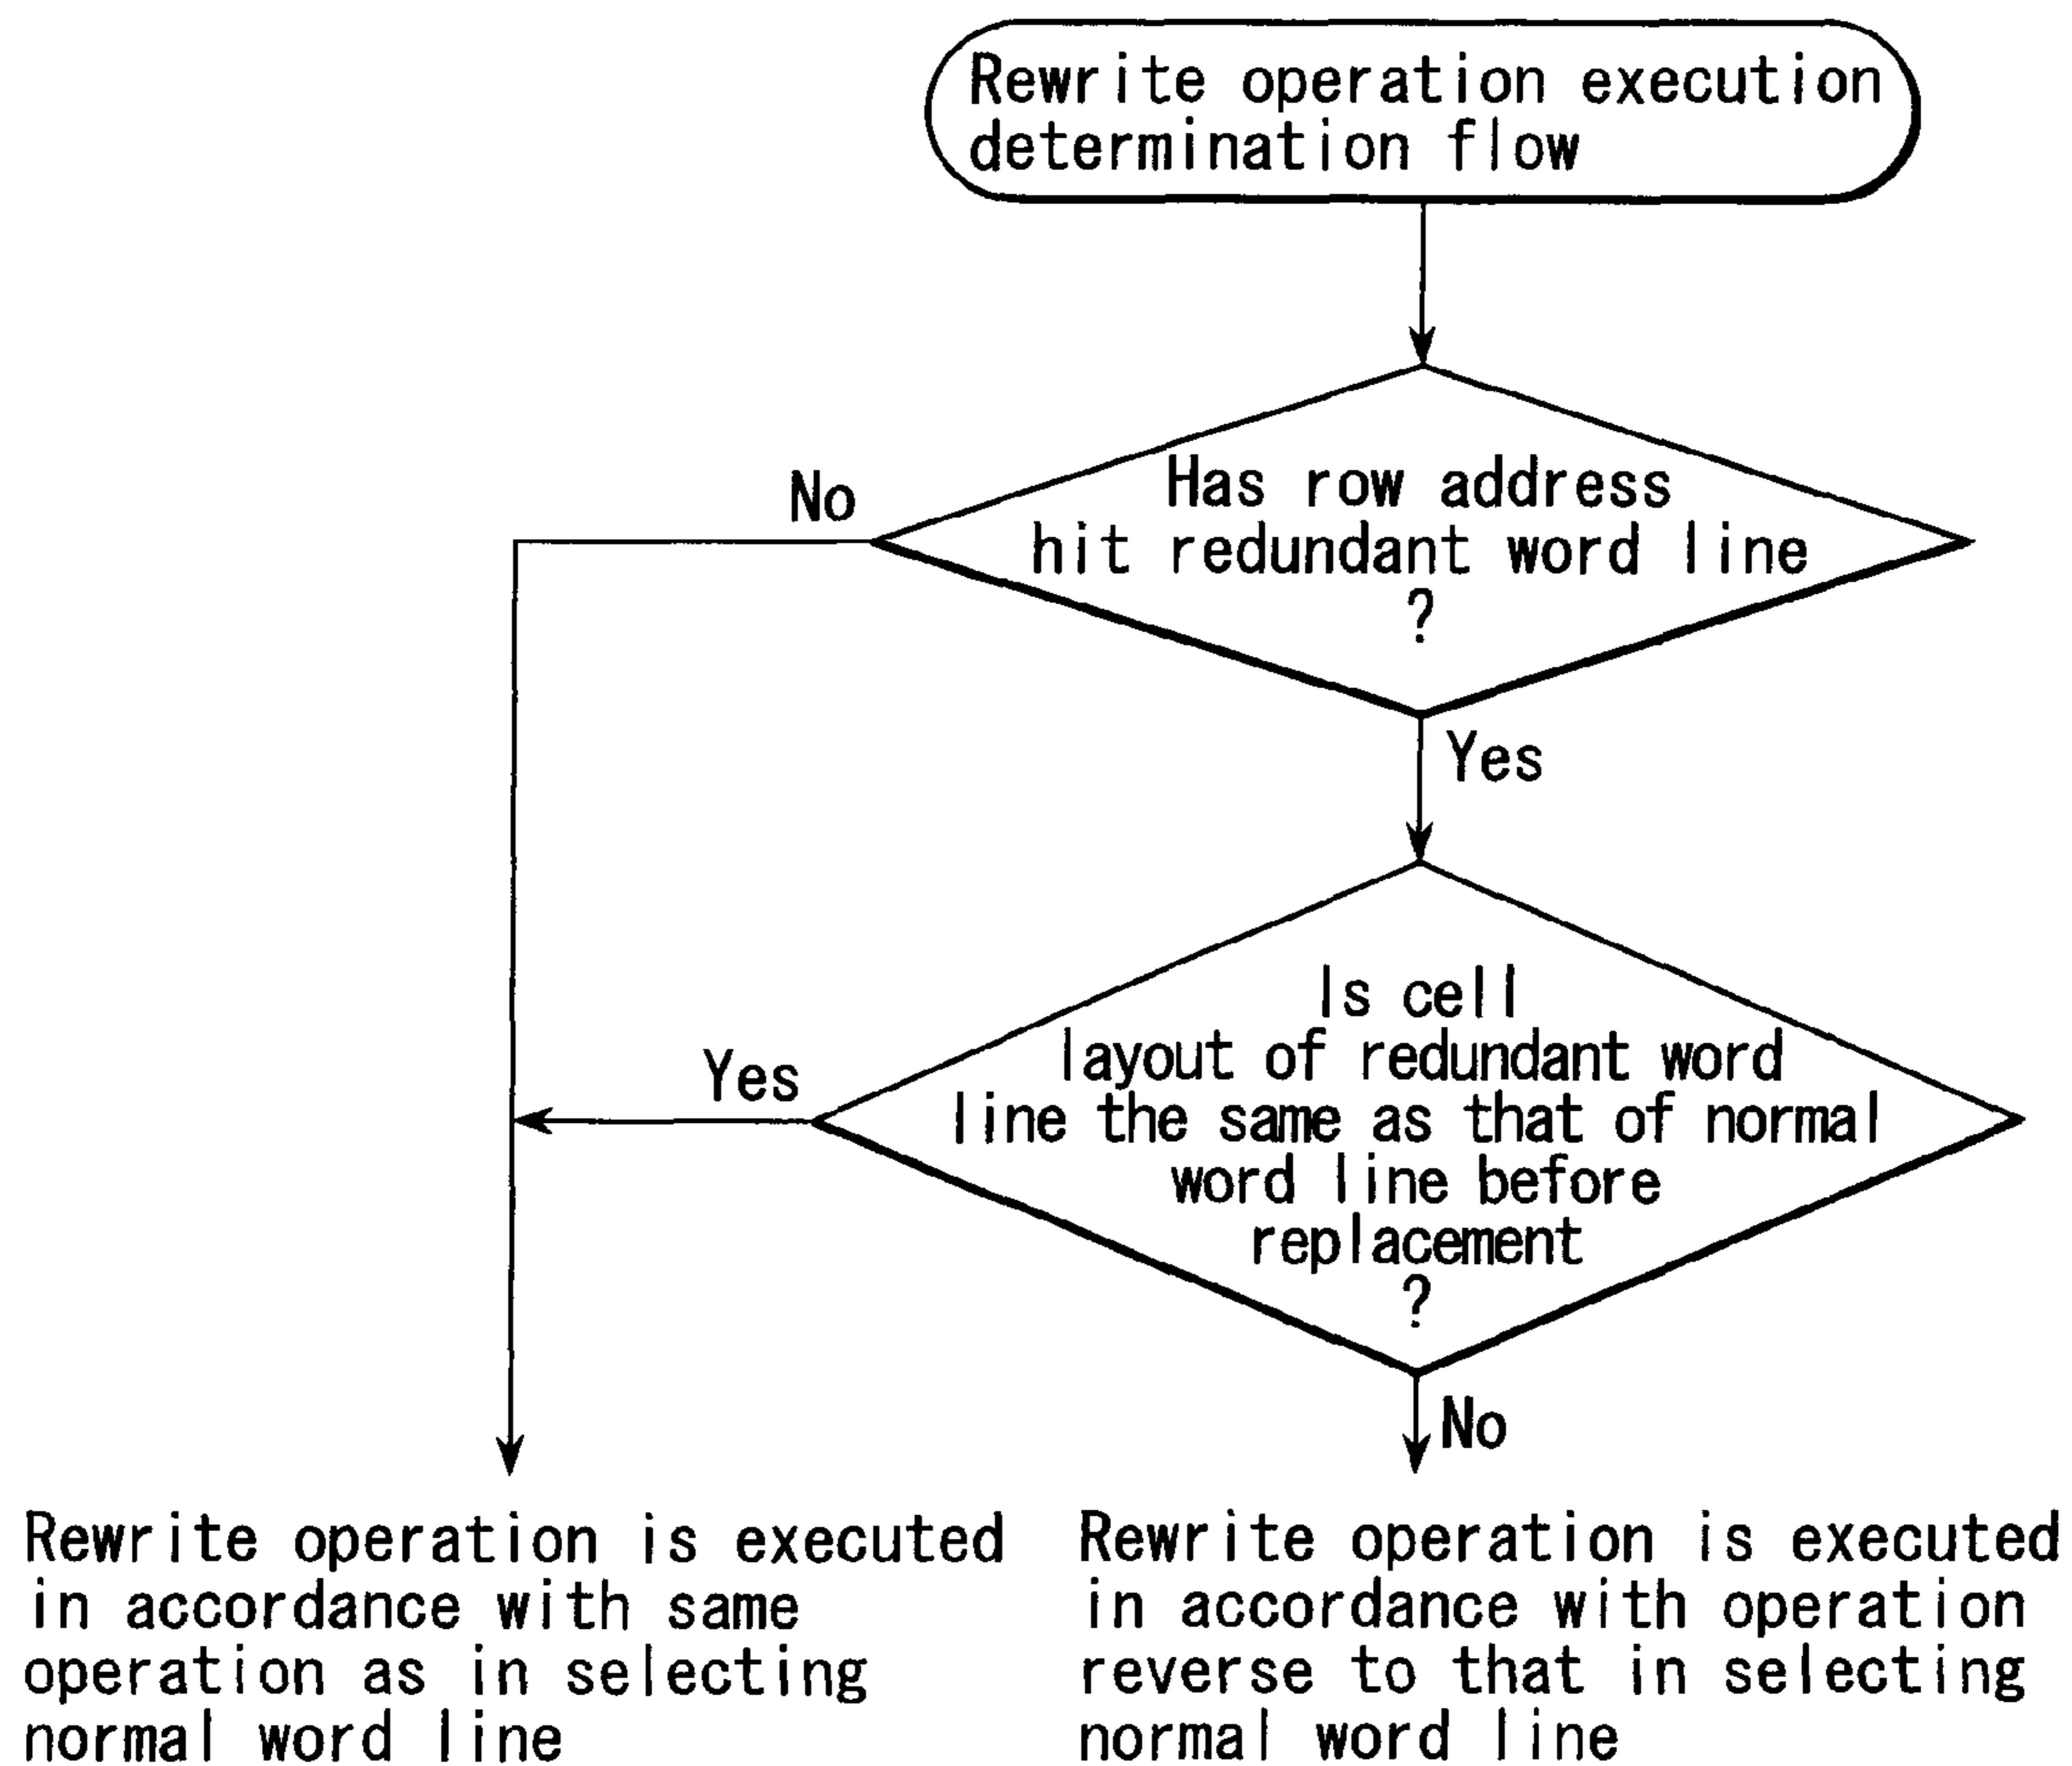 Rewrite operation execution
determination flow
Has row address
hit redundant word line
?
No
Yes
Is cell
layout of redundant word
line the same as that of normal
word line before
replacement
?
Yes
No
Rewrite operation is executed
in accordance with same
operation as in selecting
normal word line
Rewrite operation is executed
in accordance with operation
reverse to that in selecting
normal word line